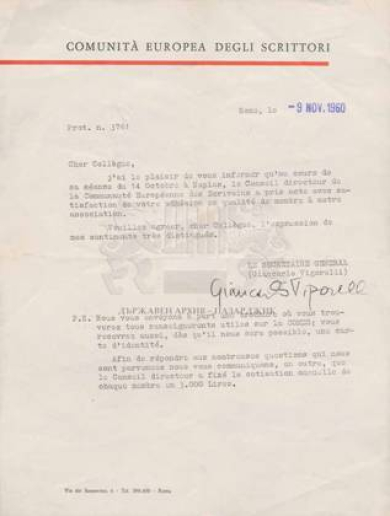 COMUNITÀ EUROPEA DEGLI SCRITTORI
Roma, lo -9 NOV. 1960
Prot. n. 3761
Cher Collègue,
j'ai le plaisir de vous informer qu'au cours de
sa séance du 14 Octobre à Naples, le Conseil directeur de
la Communauté Européenne des Ecrivains a pris acte avec sa-
tisfaction de votre adhésion en qualité de membre à notre
association.
Veuillez agréer, cher Collègue, l'expression de
mes sentiments très distingués.
LE SECRETAIRE GENERAL
(Giancarlo Vigorelli)
Giancarlo Vigorelli
ДЪРЖАВЕН АРХИВ - ПАЗАРДЖИК
P.S. Nous vous envoyons à part une brochure où vous trou-
verez tous renseignements utiles sur la COMES; vous
recevrez aussi, dès qu'il nous sera possible, une car-
te d'identité.
Afin de répondre aux nombreuses questions qui nous
sont parvenues nous vous communiquons, en outre, que
le Conseil directeur a fixé la cotisation annuelle de
chaque membre en 3.000 Lires.
Via dei Sansovino, 6 - Tel. - Roma